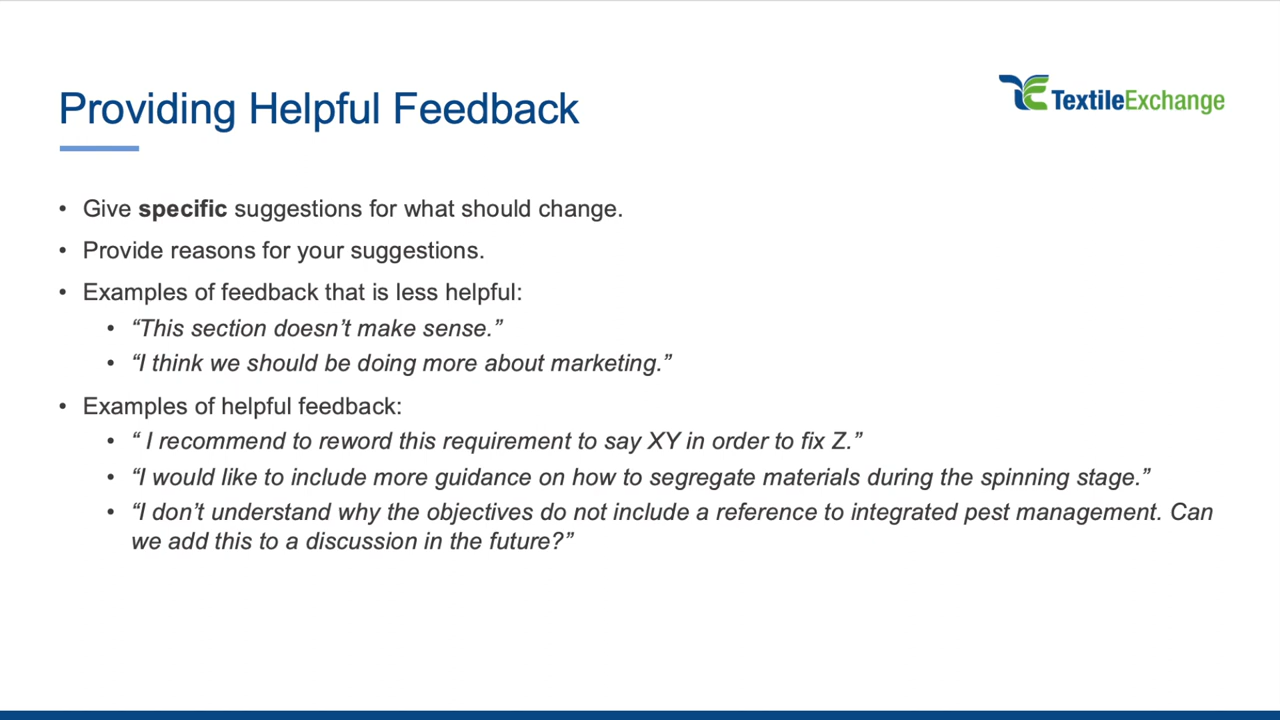 Providing Helpful Feedback
TextileExchange
• Give specific suggestions for what should change.
• Provide reasons for your suggestions.
• Examples of feedback that is less helpful:
• “This section doesn’t make sense.”
• “I think we should be doing more about marketing.”
• Examples of helpful feedback:
• “ I recommend to reword this requirement to say XY in order to fix Z.”
• “I would like to include more guidance on how to segregate materials during the spinning stage.”
• “I don’t understand why the objectives do not include a reference to integrated pest management. Can
we add this to a discussion in the future?”